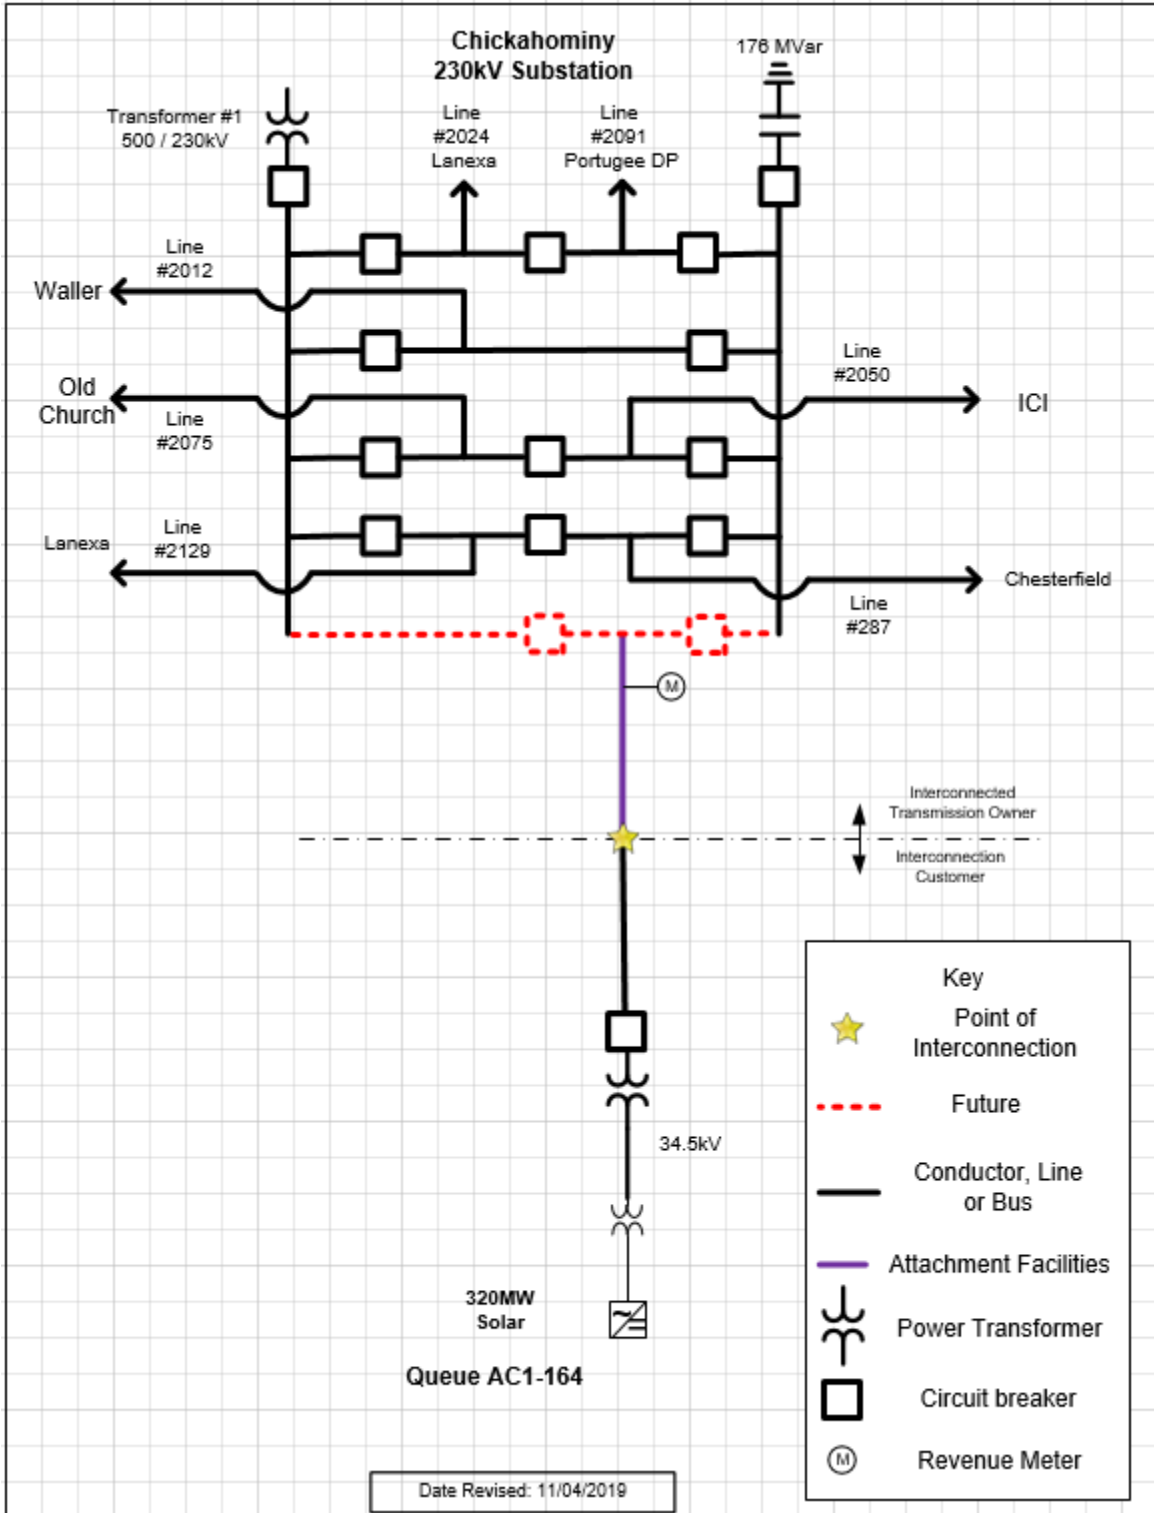 Chickahominy
230kV Substation
176 MVar
Transformer #1
500 / 230kV
Line
#2024
Lanexa
Line
#2091
Portugee DP
Line
#2012
Waller
Line
#2050
Old
Church
ICI
Line
#2075
Line
#2129
Lanexa
Chesterfield
Line
#287
M
Interconnected
Transmission Owner
Interconnection
Customer
34.5kV
320MW
Solar
Queue AC1-164
Key
Point of
Interconnection
Future
Conductor, Line
or Bus
Attachment Facilities
Power Transformer
Circuit breaker
M
Revenue Meter
Date Revised: 11/04/2019